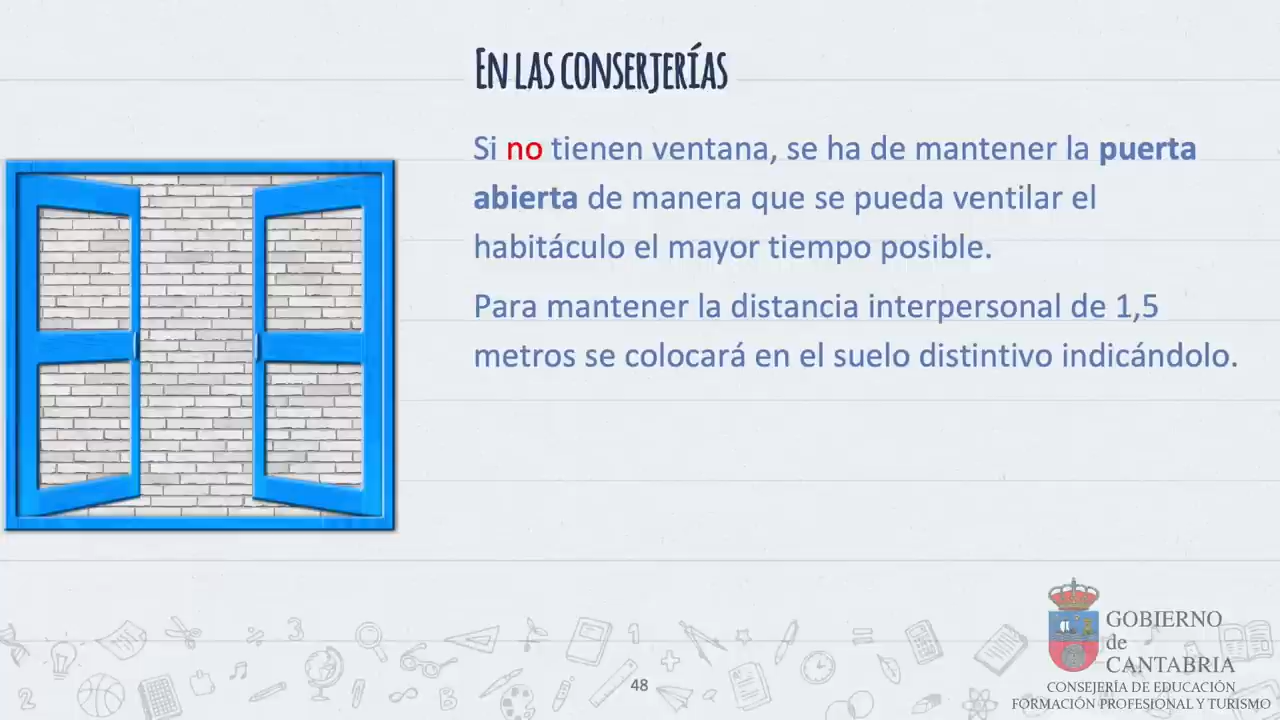 En las conserjerías
Si no tienen ventana, se ha de mantener la puerta
abierta de manera que se pueda ventilar el
habitáculo el mayor tiempo posible.
Para mantener la distancia interpersonal de 1,5
metros se colocará en el suelo distintivo indicándolo.
48
GOBIERNO
de
CANTABRIA
CONSEJERÍA DE EDUCACIÓN
FORMACIÓN PROFESIONAL Y TURISMO